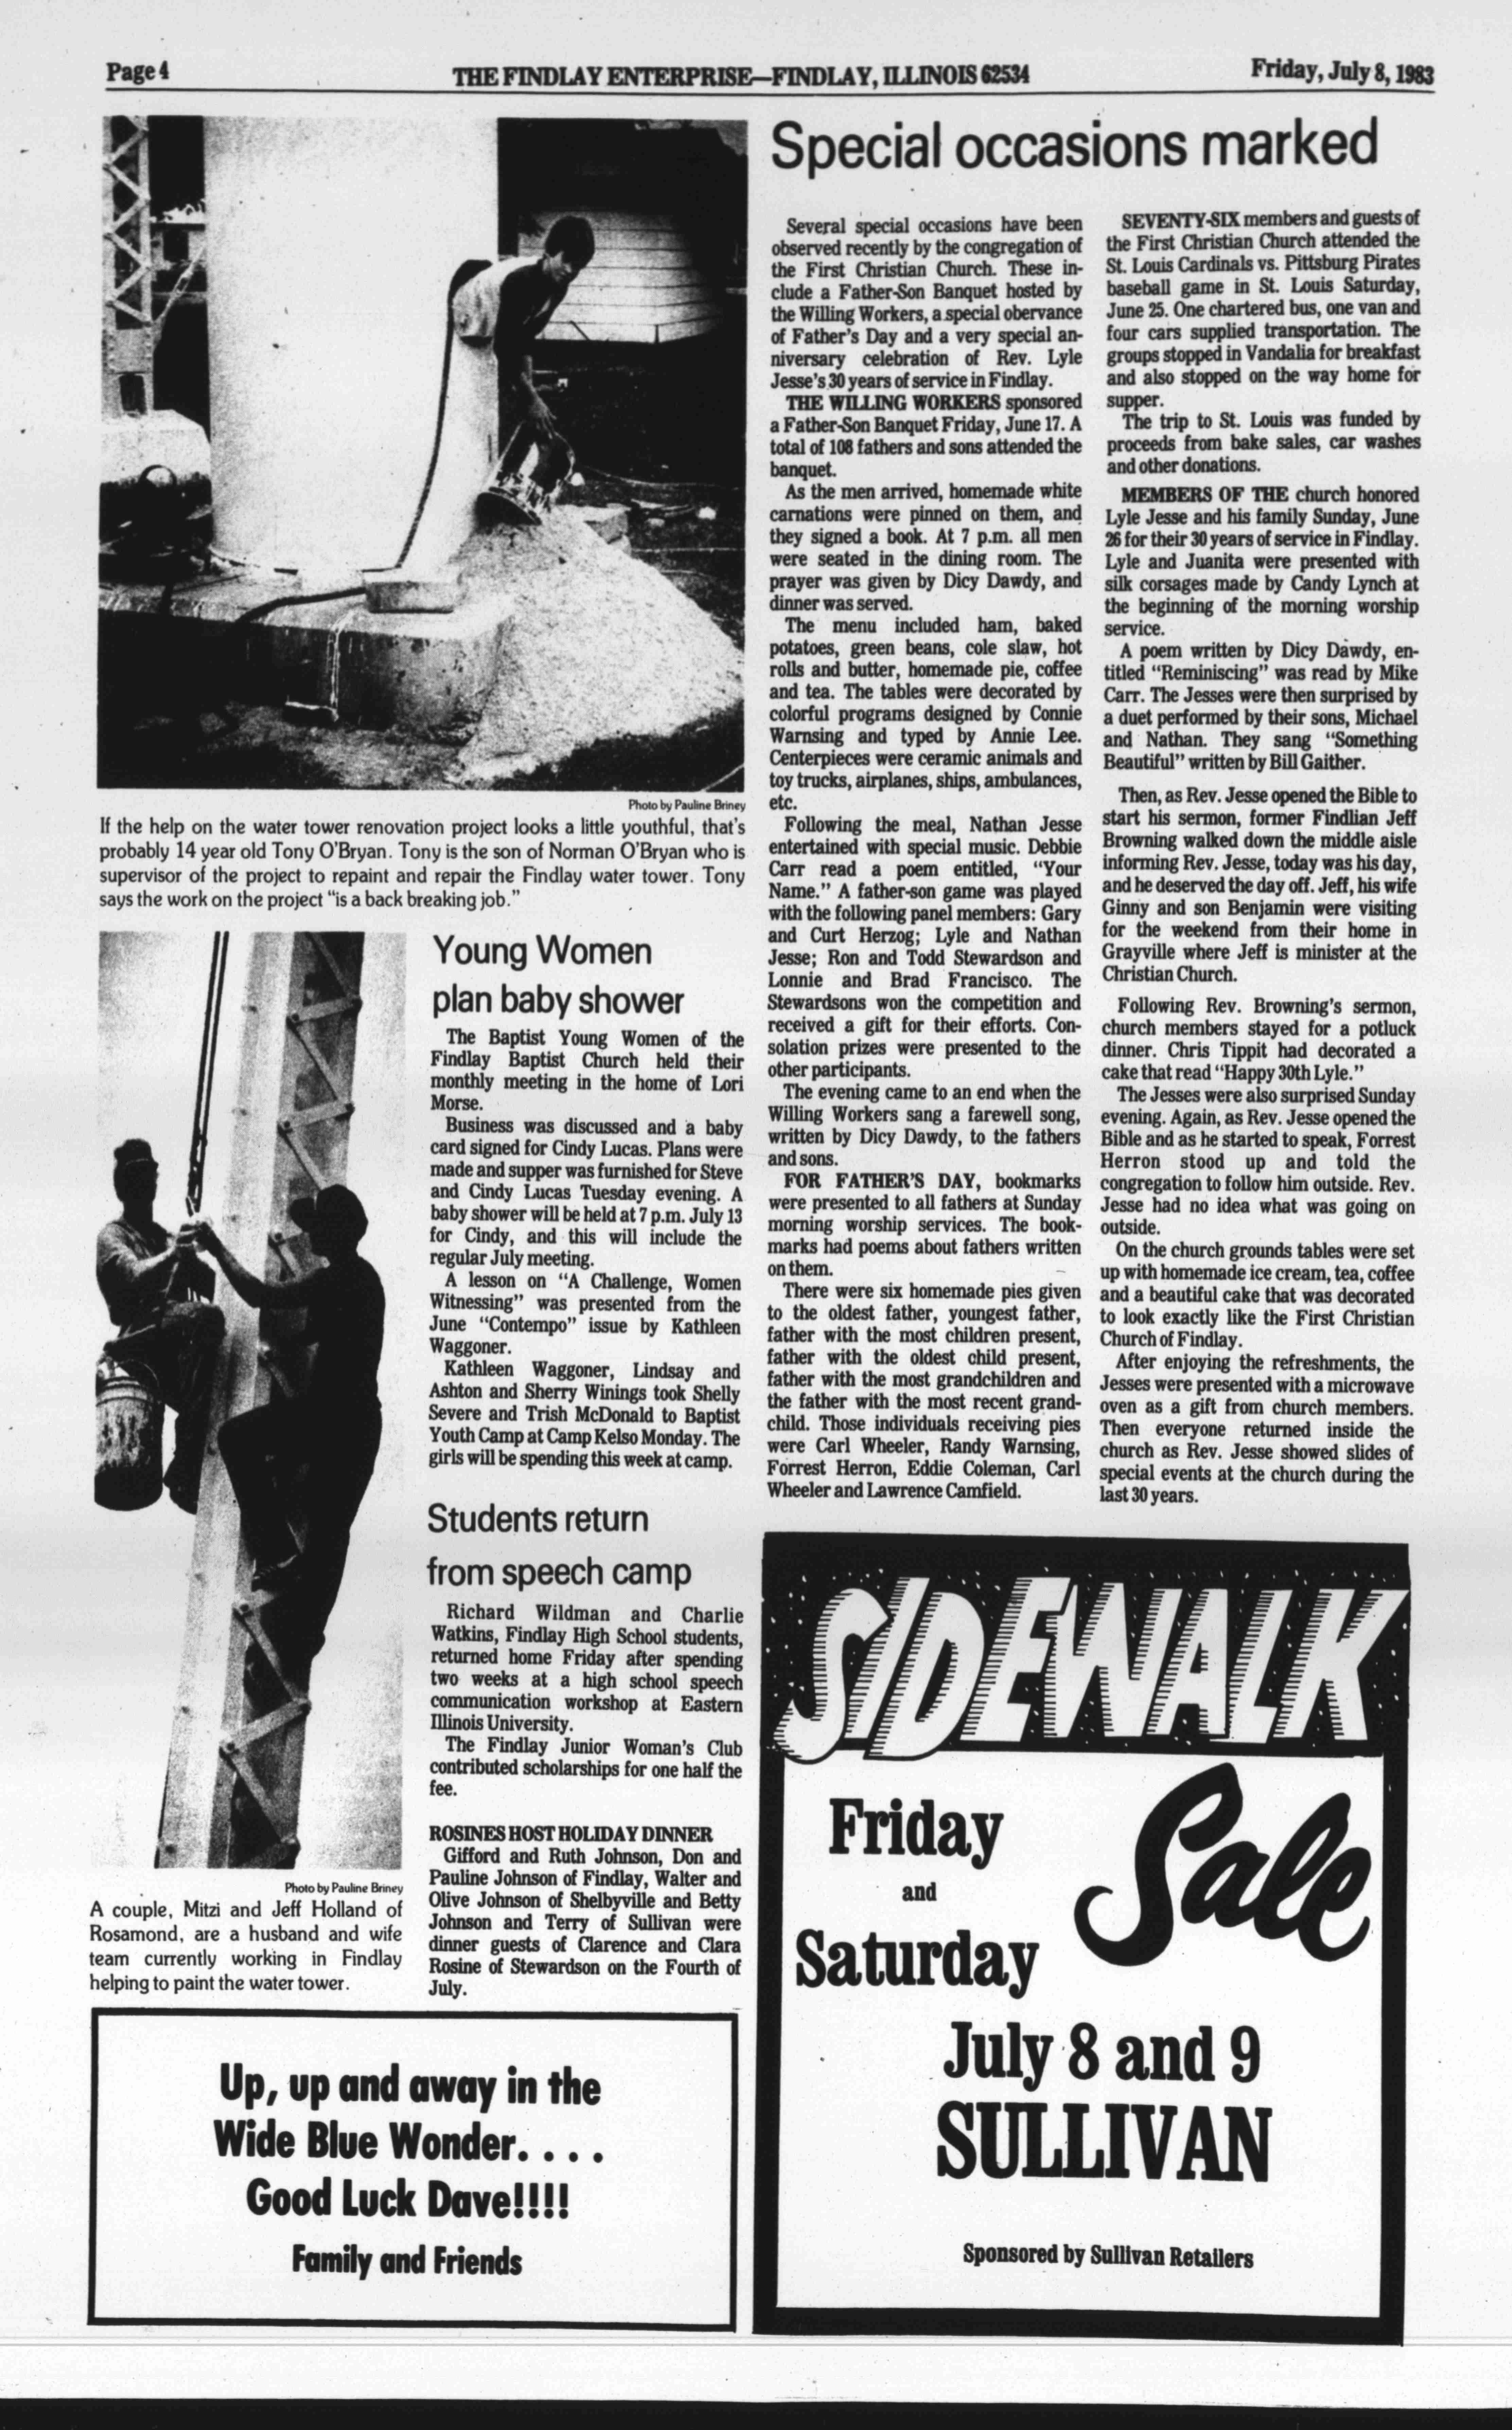 Page 4
THE FINDLAY ENTERPRISE—FINDLAY, ILLINOIS 62534
Friday, July 8, 1983
Photo by Pauline Briney
If the help on the water tower renovation project looks a little youthful, that's
probably 14 year old Tony O'Bryan. Tony is the son of Norman O'Bryan who is
supervisor of the project to repaint and repair the Findlay water tower. Tony
says the work on the project "is a back breaking job."
Photo by Pauline Briney
A couple, Mitzi and Jeff Holland of
Rosamond, are a husband and wife
team currently working in Findlay
helping to paint the water tower.
Young Women
plan baby shower
The Baptist Young Women of the
Findlay Baptist Church held their
monthly meeting in the home of Lori
Morse.
Business was discussed and a baby
card signed for Cindy Lucas. Plans were
made and supper was furnished for Steve
and Cindy Lucas Tuesday evening. A
baby shower will be held at 7 p.m. July 13
for Cindy, and this will include the
regular July meeting.
A lesson on "A Challenge, Women
Witnessing" was presented from the
June "Contempo" issue by Kathleen
Waggoner.
Kathleen Waggoner, Lindsay and
Ashton and Sherry Winings took Shelly
Severe and Trish McDonald to Baptist
Youth Camp at Camp Kelso Monday. The
girls will be spending this week at camp.
Students return
from speech camp
Richard Wildman and Charlie
Watkins, Findlay High School students,
returned home Friday after spending
two weeks at a high school speech
communication workshop at Eastern
Illinois University.
The Findlay Junior Woman's Club
contributed scholarships for one half the
fee.
ROSINES HOST HOLIDAY DINNER
Gifford and Ruth Johnson, Don and
Pauline Johnson of Findlay, Walter and
Olive Johnson of Shelbyville and Betty
Johnson and Terry of Sullivan were
dinner guests of Clarence and Clara
Rosine of Stewardson on the Fourth of
July.
Up, up and away in the
Wide Blue Wonder....
Good Luck Dave!!!!
Family and Friends
Special occasions marked
Several special occasions have been
observed recently by the congregation of
the First Christian Church. These in-
clude a Father-Son Banquet hosted by
the Willing Workers, a special obervance
of Father's Day and a very special an-
niversary celebration of Rev. Lyle
Jesse's 30 years of service in Findlay.
THE WILLING WORKERS sponsored
a Father-Son Banquet Friday, June 17. A
total of 108 fathers and sons attended the
banquet.
As the men arrived, homemade white
carnations were pinned on them, and
they signed a book. At 7 p.m. all men
were seated in the dining room. The
prayer was given by Dicy Dawdy, and
dinner was served.
The menu included ham, baked
potatoes, green beans, cole slaw, hot
rolls and butter, homemade pie, coffee
and tea. The tables were decorated by
colorful programs designed by Connie
Warnsing and typed by Annie Lee.
Centerpieces were ceramic animals and
toy trucks, airplanes, ships, ambulances,
etc.
Following the meal, Nathan Jesse
entertained with special music. Debbie
Carr read a poem entitled, "Your
Name." A father-son game was played
with the following panel members: Gary
and Curt Herzog; Lyle and Nathan
Jesse; Ron and Todd Stewardson and
Lonnie and Brad Francisco. The
Stewardsons won the competition and
received a gift for their efforts. Con-
solation prizes were presented to the
other participants.
The evening came to an end when the
Willing Workers sang a farewell song,
written by Dicy Dawdy, to the fathers
and sons.
FOR FATHER'S DAY, bookmarks
were presented to all fathers at Sunday
morning worship services. The book-
marks had poems about fathers written
on them.
There were six homemade pies given
to the oldest father, youngest father,
father with the most children present,
father with the oldest child present,
father with the most grandchildren and
the father with the most recent grand-
child. Those individuals receiving pies
were Carl Wheeler, Randy Warnsing,
Forrest Herron, Eddie Coleman, Carl
Wheeler and Lawrence Camfield.
SEVENTY-SIX members and guests of
the First Christian Church attended the
St. Louis Cardinals vs. Pittsburg Pirates
baseball game in St. Louis Saturday,
June 25. One chartered bus, one van and
four cars supplied transportation. The
groups stopped in Vandalia for breakfast
and also stopped on the way home for
supper.
The trip to St. Louis was funded by
proceeds from bake sales, car washes
and other donations.
MEMBERS OF THE church honored
Lyle Jesse and his family Sunday, June
26 for their 30 years of service in Findlay.
Lyle and Juanita were presented with
silk corsages made by Candy Lynch at
the beginning of the morning worship
service.
A poem written by Dicy Dawdy, en-
titled "Reminiscing" was read by Mike
Carr. The Jesses were then surprised by
a duet performed by their sons, Michael
and Nathan. They sang "Something
Beautiful" written by Bill Gaither.
Then, as Rev. Jesse opened the Bible to
start his sermon, former Findlian Jeff
Browning walked down the middle aisle
informing Rev. Jesse, today was his day,
and he deserved the day off. Jeff, his wife
Ginny and son Benjamin were visiting
for the weekend from their home in
Grayville where Jeff is minister at the
Christian Church.
Following Rev. Browning's sermon,
church members stayed for a potluck
dinner. Chris Tippit had decorated a
cake that read "Happy 30th Lyle."
The Jesses were also surprised Sunday
evening. Again, as Rev. Jesse opened the
Bible and as he started to speak, Forrest
Herron stood up and told the
congregation to follow him outside. Rev.
Jesse had no idea what was going on
outside.
On the church grounds tables were set
up with homemade ice cream, tea, coffee
and a beautiful cake that was decorated
to look exactly like the First Christian
Church of Findlay.
After enjoying the refreshments, the
Jesses were presented with a microwave
oven as a gift from church members.
Then everyone returned inside the
church as Rev. Jesse showed slides of
special events at the church during the
last 30 years.
SIDEWALK
Sale
Friday
and
Saturday
July 8 and 9
SULLIVAN
Sponsored by Sullivan Retailers